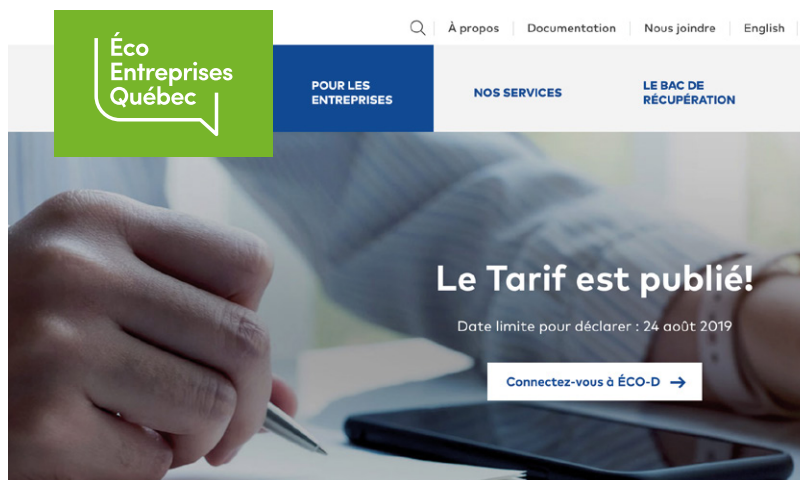 À propos
Documentation
Nous joindre
English
Éco
Entreprises
Québec
POUR LES
ENTREPRISES
NOS SERVICES
LE BAC DE
RÉCUPÉRATION
Le Tarif est publié!
Date limite pour déclarer : 24 août 2019
Connectez-vous à ÉCO-D